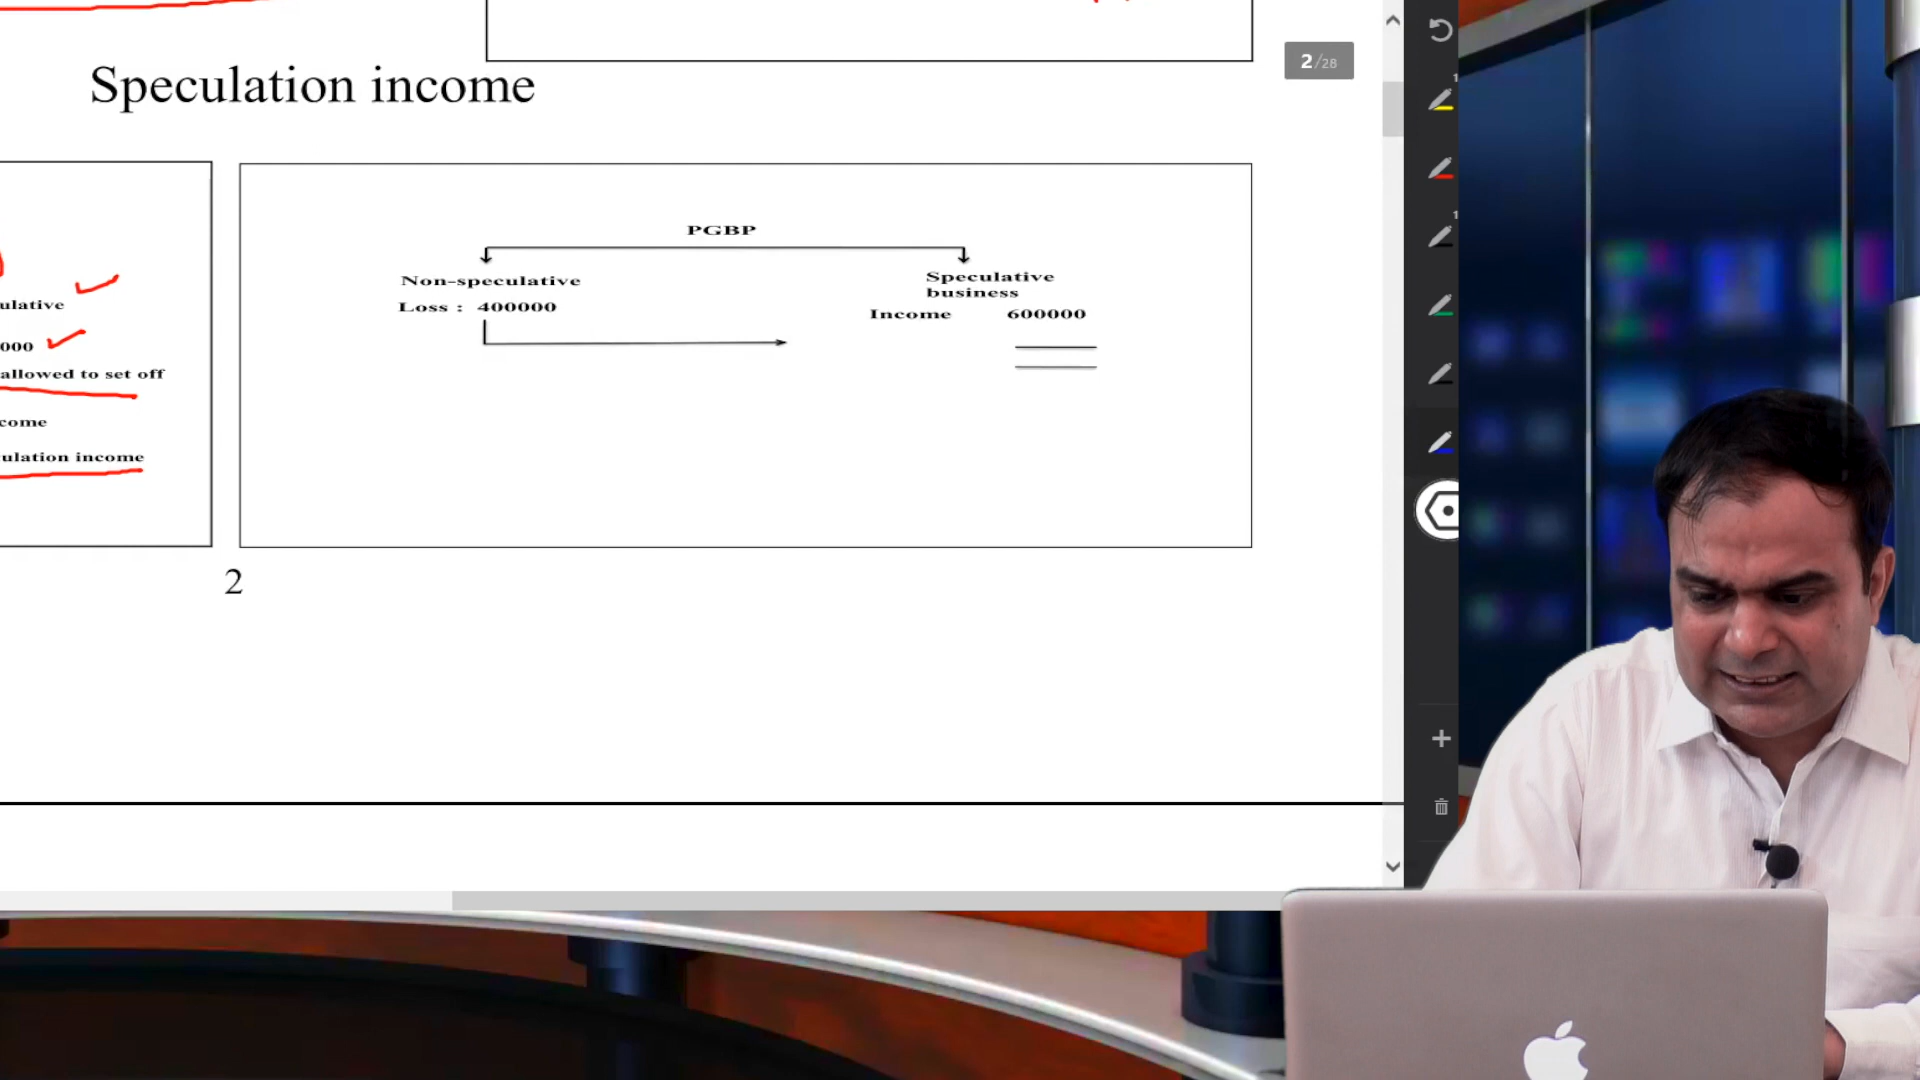 2/28
Speculation income
ulative
000
allowed to set off
come
ulation income
PGBP
Non-speculative
Loss : 400000
Speculative
business
Income 600000
2